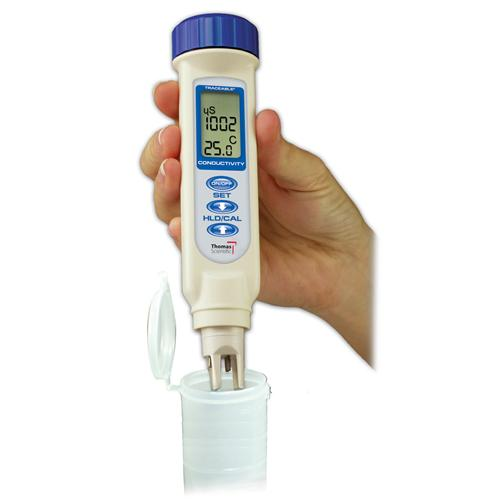 TRACEABLE®
µS
1002
C
25.0
CONDUCTIVITY
ON/OFF
SET
HLD/CAL
Thomas
Scientific